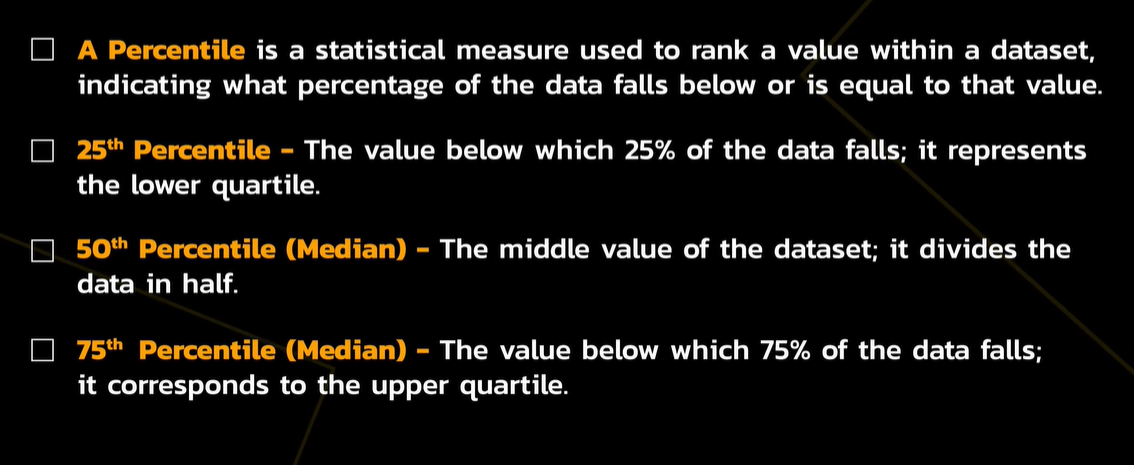 A Percentile is a statistical measure used to rank a value within a dataset,
indicating what percentage of the data falls below or is equal to that value.
25th Percentile – The value below which 25% of the data falls; it represents
the lower quartile.
50th Percentile (Median) – The middle value of the dataset; it divides the
data in half.
75th Percentile (Median) – The value below which 75% of the data falls;
it corresponds to the upper quartile.